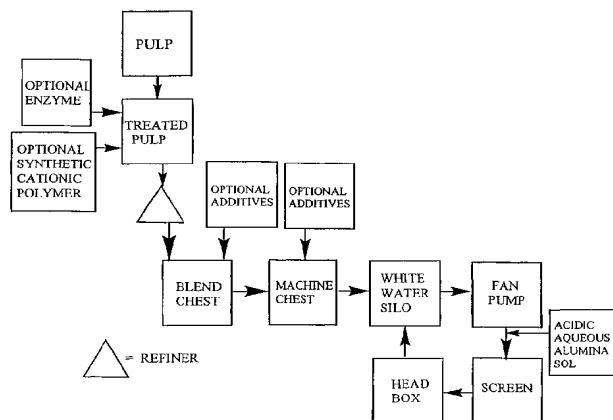 PULP
OPTIONAL
ENZYME
TREATED
PULP
OPTIONAL
SYNTHETIC
CATIONIC
POLYMER
OPTIONAL
ADDITIVES
OPTIONAL
ADDITIVES
BLEND
CHEST
MACHINE
CHEST
WHITE
WATER
SILO
FAN
PUMP
ACIDIC
AQUEOUS
ALUMINA
SOL
= REFINER
HEAD
BOX
SCREEN